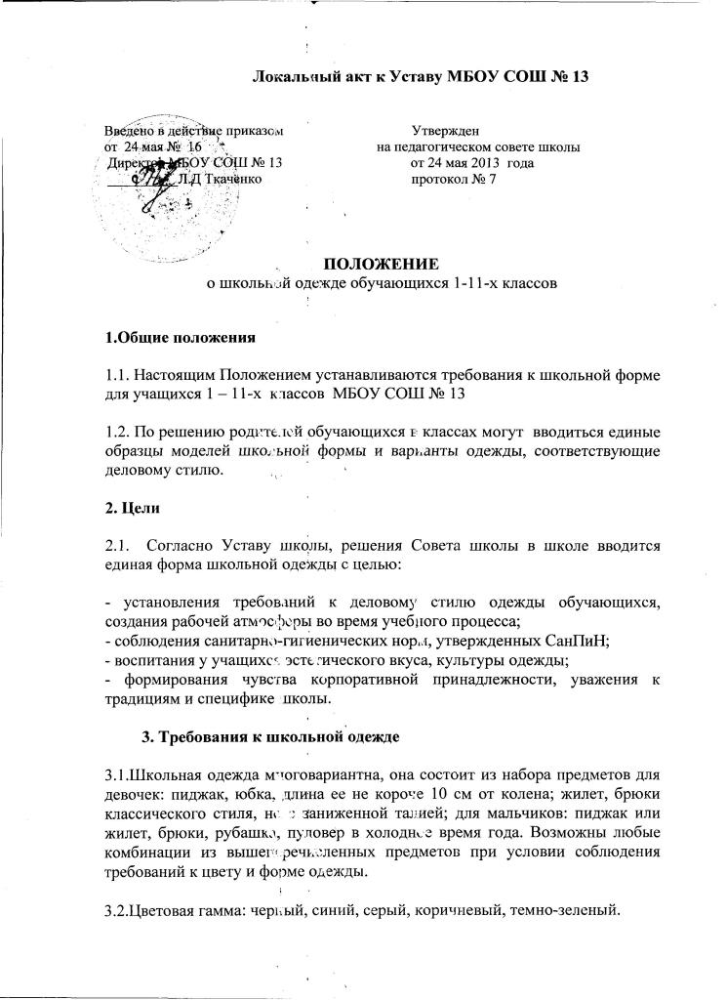 Локальный акт к Уставу МБОУ СОШ № 13
Введено в действие приказом
от 24 мая № 16
Директор МБОУ СОШ № 13
Л.Д Ткаченко
Утвержден
на педагогическом совете школы
от 24 мая 2013 года
протокол № 7
ПОЛОЖЕНИЕ
о школьной одежде обучающихся 1-11-х классов
1.Общие положения
1.1. Настоящим Положением устанавливаются требования к школьной форме
для учащихся 1 – 11-х классов МБОУ СОШ № 13
1.2. По решению родителей обучающихся в классах могут вводиться единые
образцы моделей школьной формы и варианты одежды, соответствующие
деловому стилю.
2. Цели
2.1. Согласно Уставу школы, решения Совета школы в школе вводится
единая форма школьной одежды с целью:
- установления требований к деловому стилю одежды обучающихся,
создания рабочей атмосферы во время учебного процесса;
- соблюдения санитарно-гигиенических норм, утвержденных СанПиН;
- воспитания у учащихся эстетического вкуса, культуры одежды;
- формирования чувства корпоративной принадлежности, уважения к
традициям и специфике школы.
3. Требования к школьной одежде
3.1.Школьная одежда многовариантна, она состоит из набора предметов для
девочек: пиджак, юбка, длина ее не короче 10 см от колена; жилет, брюки
классического стиля, не с заниженной талией; для мальчиков: пиджак или
жилет, брюки, рубашка, пуловер в холодное время года. Возможны любые
комбинации из вышеперечисленных предметов при условии соблюдения
требований к цвету и форме одежды.
3.2.Цветовая гамма: черный, синий, серый, коричневый, темно-зеленый.